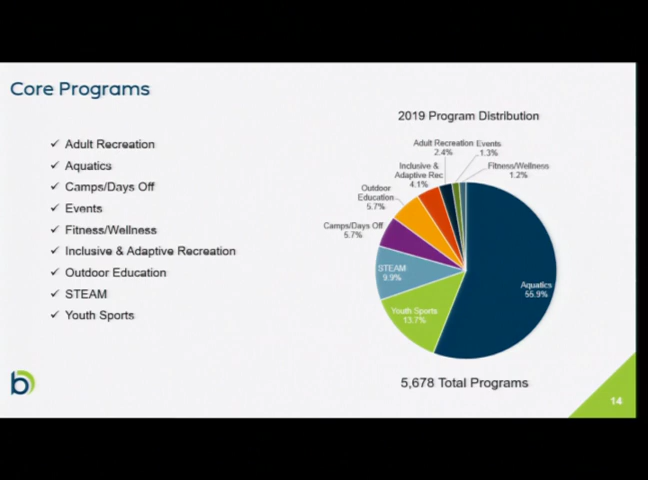 Core Programs
✓ Adult Recreation
✓ Aquatics
✓ Camps/Days Off
✓ Events
✓ Fitness/Wellness
✓ Inclusive & Adaptive Recreation
✓ Outdoor Education
✓ STEAM
✓ Youth Sports
2019 Program Distribution
Adult Recreation
2.4%
Events
1.3%
Fitness/Wellness
1.2%
Inclusive &
Adaptive Rec
4.1%
Outdoor
Education
5.7%
Camps/Days Off
5.7%
STEAM
9.9%
Youth Sports
13.7%
Aquatics
55.9%
5,678 Total Programs
b
14